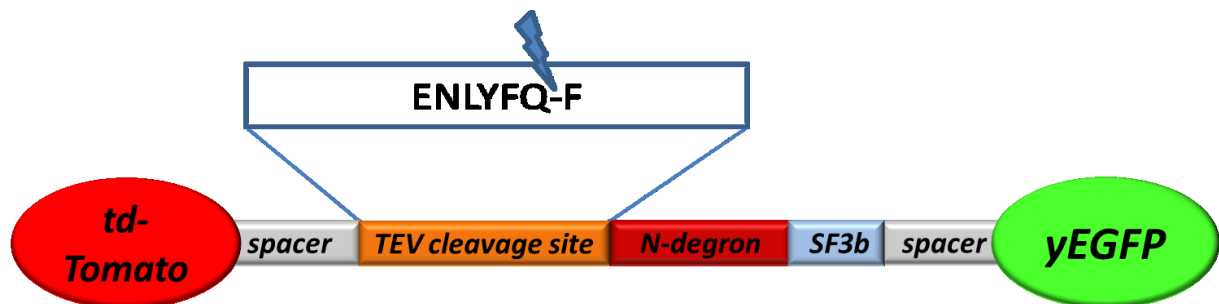 ENLYFQ-F
td-
Tomato
spacer
TEV cleavage site
N-degron
SF3b
spacer
yEGFP